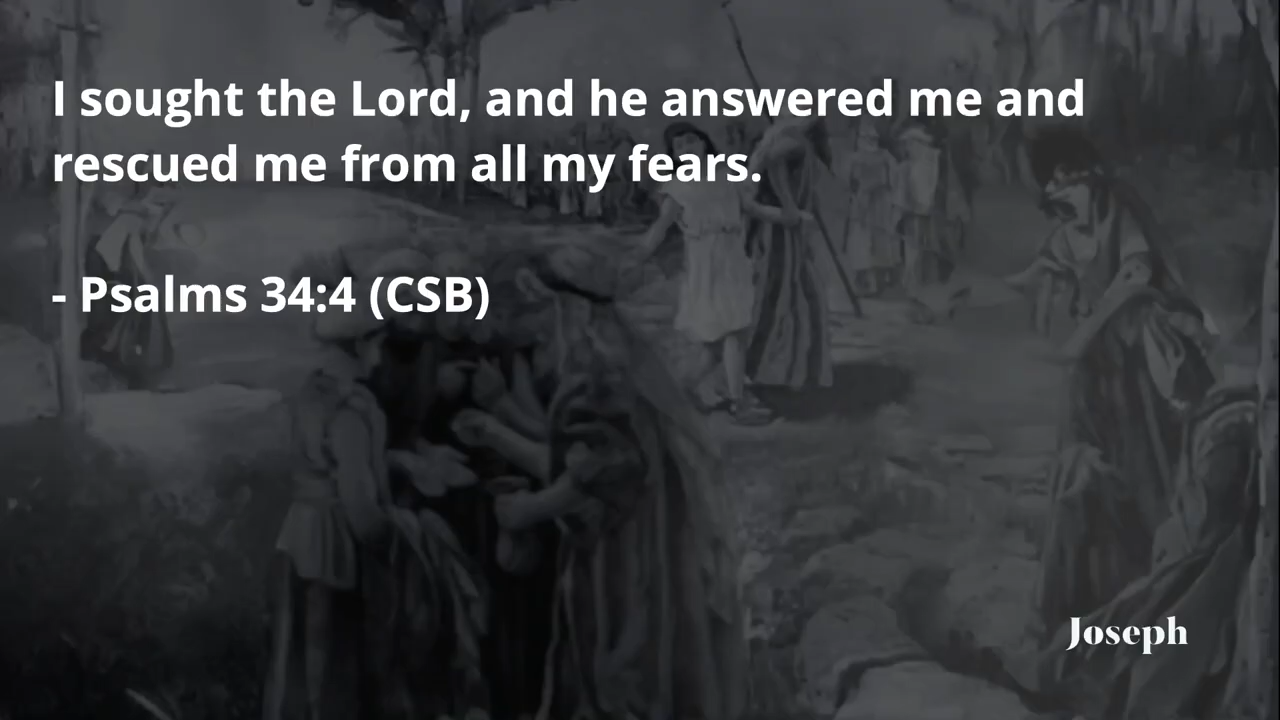 I sought the Lord, and he answered me and
rescued me from all my fears.
- Psalms 34:4 (CSB)
Joseph